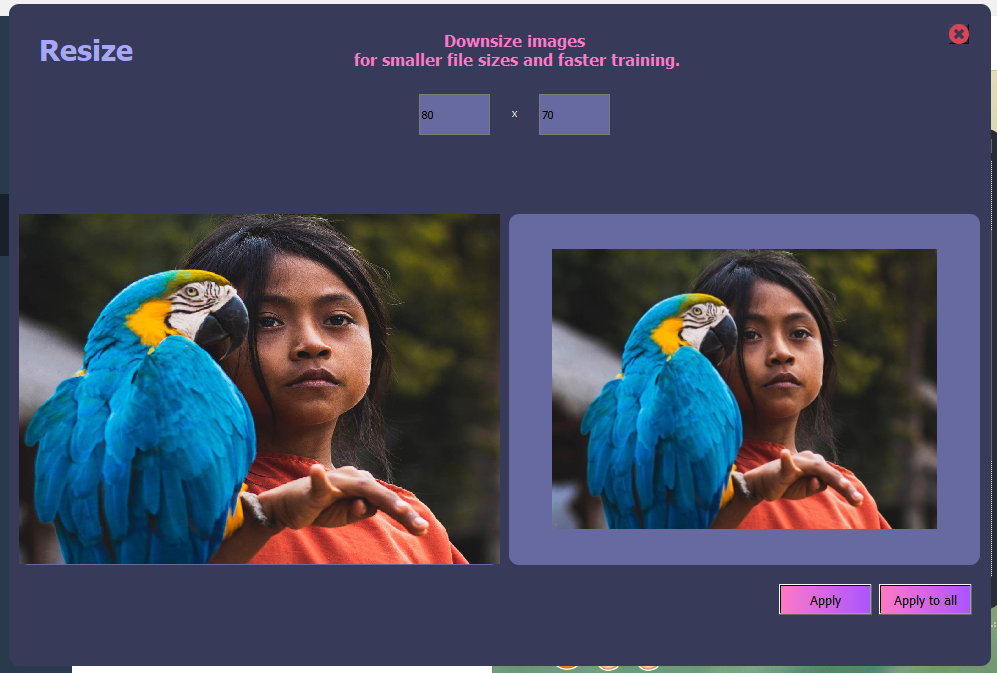 Resize
Downsize images
for smaller file sizes and faster training.
80 x 70
Apply Apply to all